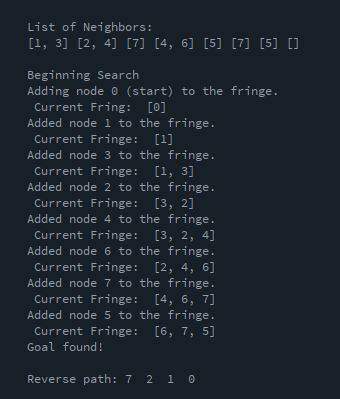 List of Neighbors:
[1, 3] [2, 4] [7] [4, 6] [5] [7] [5] []
Beginning Search
Adding node 0 (start) to the fringe.
Current Fring:  [0]
Added node 1 to the fringe.
Current Fringe:  [1]
Added node 3 to the fringe.
Current Fringe:  [1, 3]
Added node 2 to the fringe.
Current Fringe:  [3, 2]
Added node 4 to the fringe.
Current Fringe:  [3, 2, 4]
Added node 6 to the fringe.
Current Fringe:  [2, 4, 6]
Added node 7 to the fringe.
Current Fringe:  [4, 6, 7]
Added node 5 to the fringe.
Current Fringe:  [6, 7, 5]
Goal found!
Reverse path: 7  2  1  0